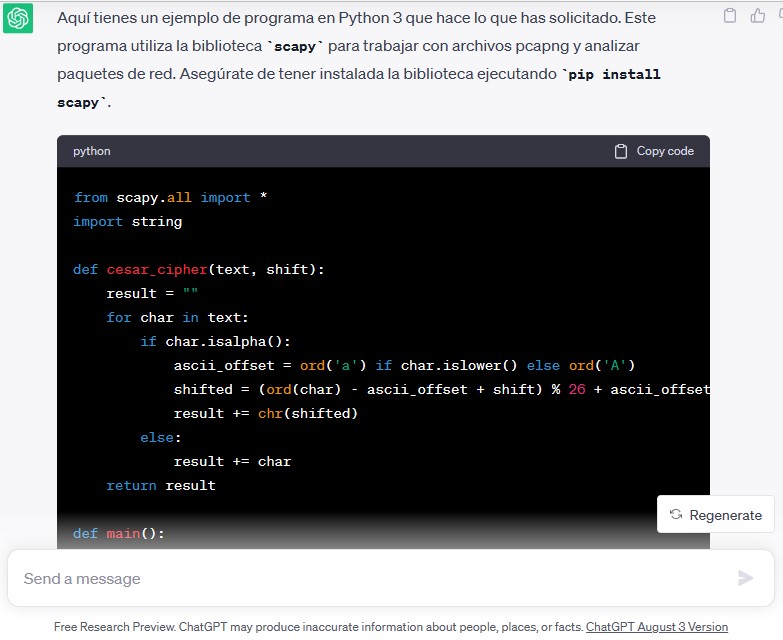 Aquí tienes un ejemplo de programa en Python 3 que hace lo que has solicitado. Este
programa utiliza la biblioteca `scapy` para trabajar con archivos pcapng y analizar
paquetes de red. Asegúrate de tener instalada la biblioteca ejecutando `pip install
scapy`.
python
Copy code
from scapy.all import *
import string
def cesar_cipher(text, shift):
    result = ""
    for char in text:
        if char.isalpha():
            ascii_offset = ord('a') if char.islower() else ord('A')
            shifted = (ord(char) - ascii_offset + shift) % 26 + ascii_offset
            result += chr(shifted)
        else:
            result += char
    return result
def main():
Regenerate
Send a message
Free Research Preview. ChatGPT may produce inaccurate information about people, places, or facts. ChatGPT August 3 Version